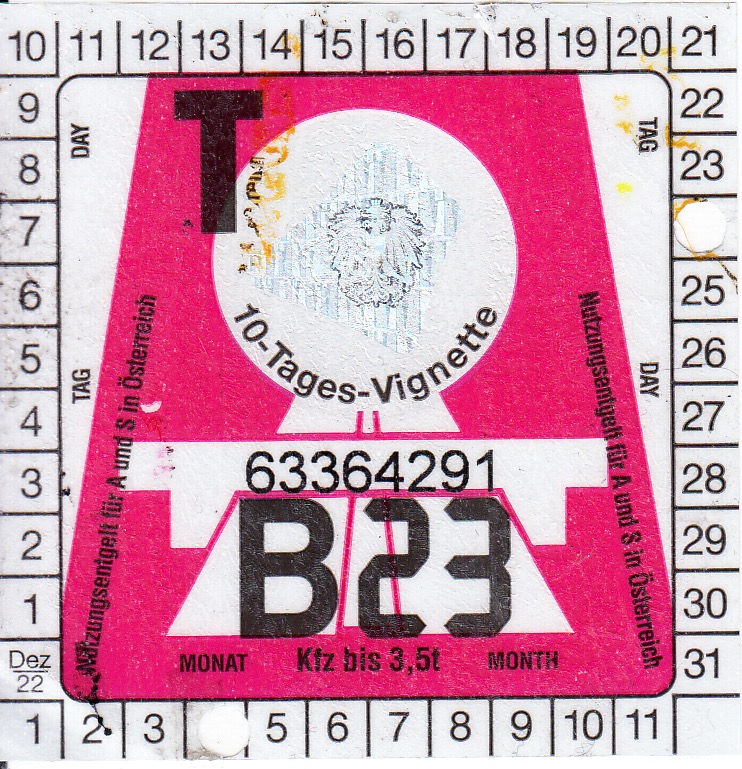 10 11 12 13 14 15 16 17 18 19 20 21
9 22
8 23
7
6 25
5 26
4 27
3 28
2 29
1 30
Dez 31
22
1 2 3 5 6 7 8 9 10 11
DAY
TAG
TAG
DAY
T
10-Tages-Vignette
Nutzungsentgelt für A und S in Österreich
Nutzungsentgelt für A und S in Österreich
63364291
B23
MONAT Kfz bis 3,5t MONTH